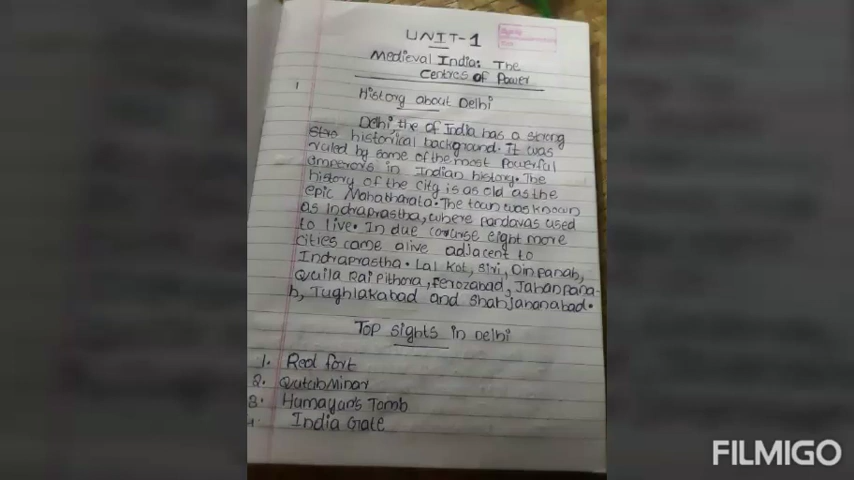 UNIT-1
Medieval India: The
Centres of Power
History about Delhi
Delhi, the of India has a strong
historical background. It was
ruled by some of the most powerful
emperors in Indian history. The
history of the city is as old as the
epic Mahatharata. The town was known
as Indraprastha, where pandavas used
to live. In due course eight more
cities came alive adjacent to
Indraprastha. Lal Kot, Siri, Dinpanah,
Quila Rai Pithora, Ferozabad, Jahanpana-
h, Tughlakabad and Shahjahanabad.
Top sights in Delhi
1. Red fort
2. Qutab Minar
3. Humayan's Tomb
4. India Gate
FILMIGO